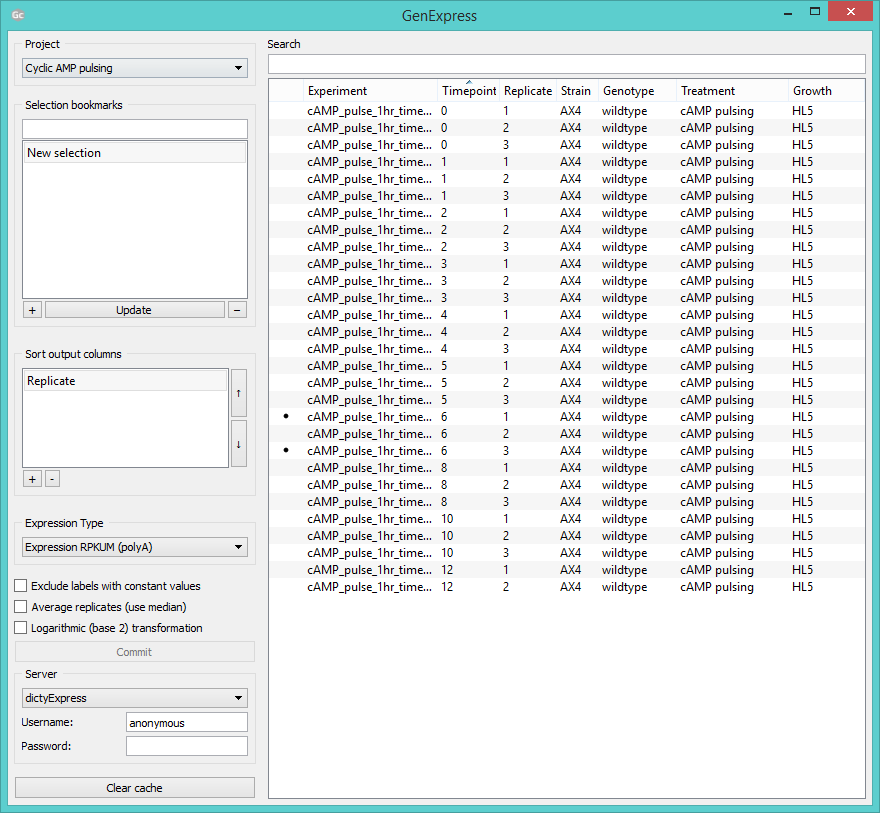 Gc
GenExpress
Project
Cyclic AMP pulsing
Selection bookmarks
New selection
+ Update −
Sort output columns
Replicate
↑
↓
+ -
Expression Type
Expression RPKUM (polyA)
Exclude labels with constant values
Average replicates (use median)
Logarithmic (base 2) transformation
Commit
Server
dictyExpress
Username: anonymous
Password:
Clear cache
Search
Experiment Timepoint Replicate Strain Genotype Treatment Growth
cAMP_pulse_1hr_time... 0 1 AX4 wildtype cAMP pulsing HL5
cAMP_pulse_1hr_time... 0 2 AX4 wildtype cAMP pulsing HL5
cAMP_pulse_1hr_time... 0 3 AX4 wildtype cAMP pulsing HL5
cAMP_pulse_1hr_time... 1 1 AX4 wildtype cAMP pulsing HL5
cAMP_pulse_1hr_time... 1 2 AX4 wildtype cAMP pulsing HL5
cAMP_pulse_1hr_time... 1 3 AX4 wildtype cAMP pulsing HL5
cAMP_pulse_1hr_time... 2 1 AX4 wildtype cAMP pulsing HL5
cAMP_pulse_1hr_time... 2 2 AX4 wildtype cAMP pulsing HL5
cAMP_pulse_1hr_time... 2 3 AX4 wildtype cAMP pulsing HL5
cAMP_pulse_1hr_time... 3 1 AX4 wildtype cAMP pulsing HL5
cAMP_pulse_1hr_time... 3 2 AX4 wildtype cAMP pulsing HL5
cAMP_pulse_1hr_time... 3 3 AX4 wildtype cAMP pulsing HL5
cAMP_pulse_1hr_time... 4 1 AX4 wildtype cAMP pulsing HL5
cAMP_pulse_1hr_time... 4 2 AX4 wildtype cAMP pulsing HL5
cAMP_pulse_1hr_time... 4 3 AX4 wildtype cAMP pulsing HL5
cAMP_pulse_1hr_time... 5 1 AX4 wildtype cAMP pulsing HL5
cAMP_pulse_1hr_time... 5 2 AX4 wildtype cAMP pulsing HL5
cAMP_pulse_1hr_time... 5 3 AX4 wildtype cAMP pulsing HL5
• cAMP_pulse_1hr_time... 6 1 AX4 wildtype cAMP pulsing HL5
cAMP_pulse_1hr_time... 6 2 AX4 wildtype cAMP pulsing HL5
• cAMP_pulse_1hr_time... 6 3 AX4 wildtype cAMP pulsing HL5
cAMP_pulse_1hr_time... 8 1 AX4 wildtype cAMP pulsing HL5
cAMP_pulse_1hr_time... 8 2 AX4 wildtype cAMP pulsing HL5
cAMP_pulse_1hr_time... 8 3 AX4 wildtype cAMP pulsing HL5
cAMP_pulse_1hr_time... 10 1 AX4 wildtype cAMP pulsing HL5
cAMP_pulse_1hr_time... 10 2 AX4 wildtype cAMP pulsing HL5
cAMP_pulse_1hr_time... 10 3 AX4 wildtype cAMP pulsing HL5
cAMP_pulse_1hr_time... 12 1 AX4 wildtype cAMP pulsing HL5
cAMP_pulse_1hr_time... 12 2 AX4 wildtype cAMP pulsing HL5